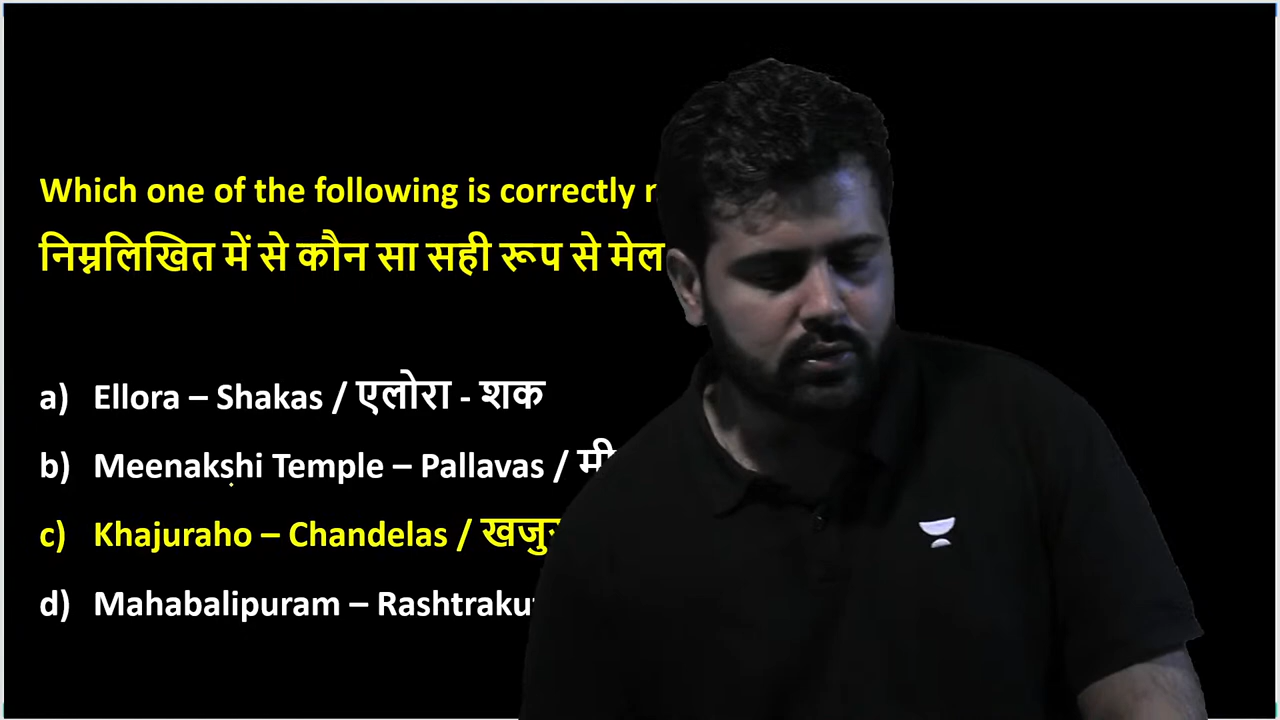 Which one of the following is correctly
निम्नलिखित में से कौन सा सही रूप से मेल
a) Ellora – Shakas / एलोरा - शक
b) Meenakshi Temple – Pallavas /
c) Khajuraho – Chandelas /
d) Mahabalipuram –